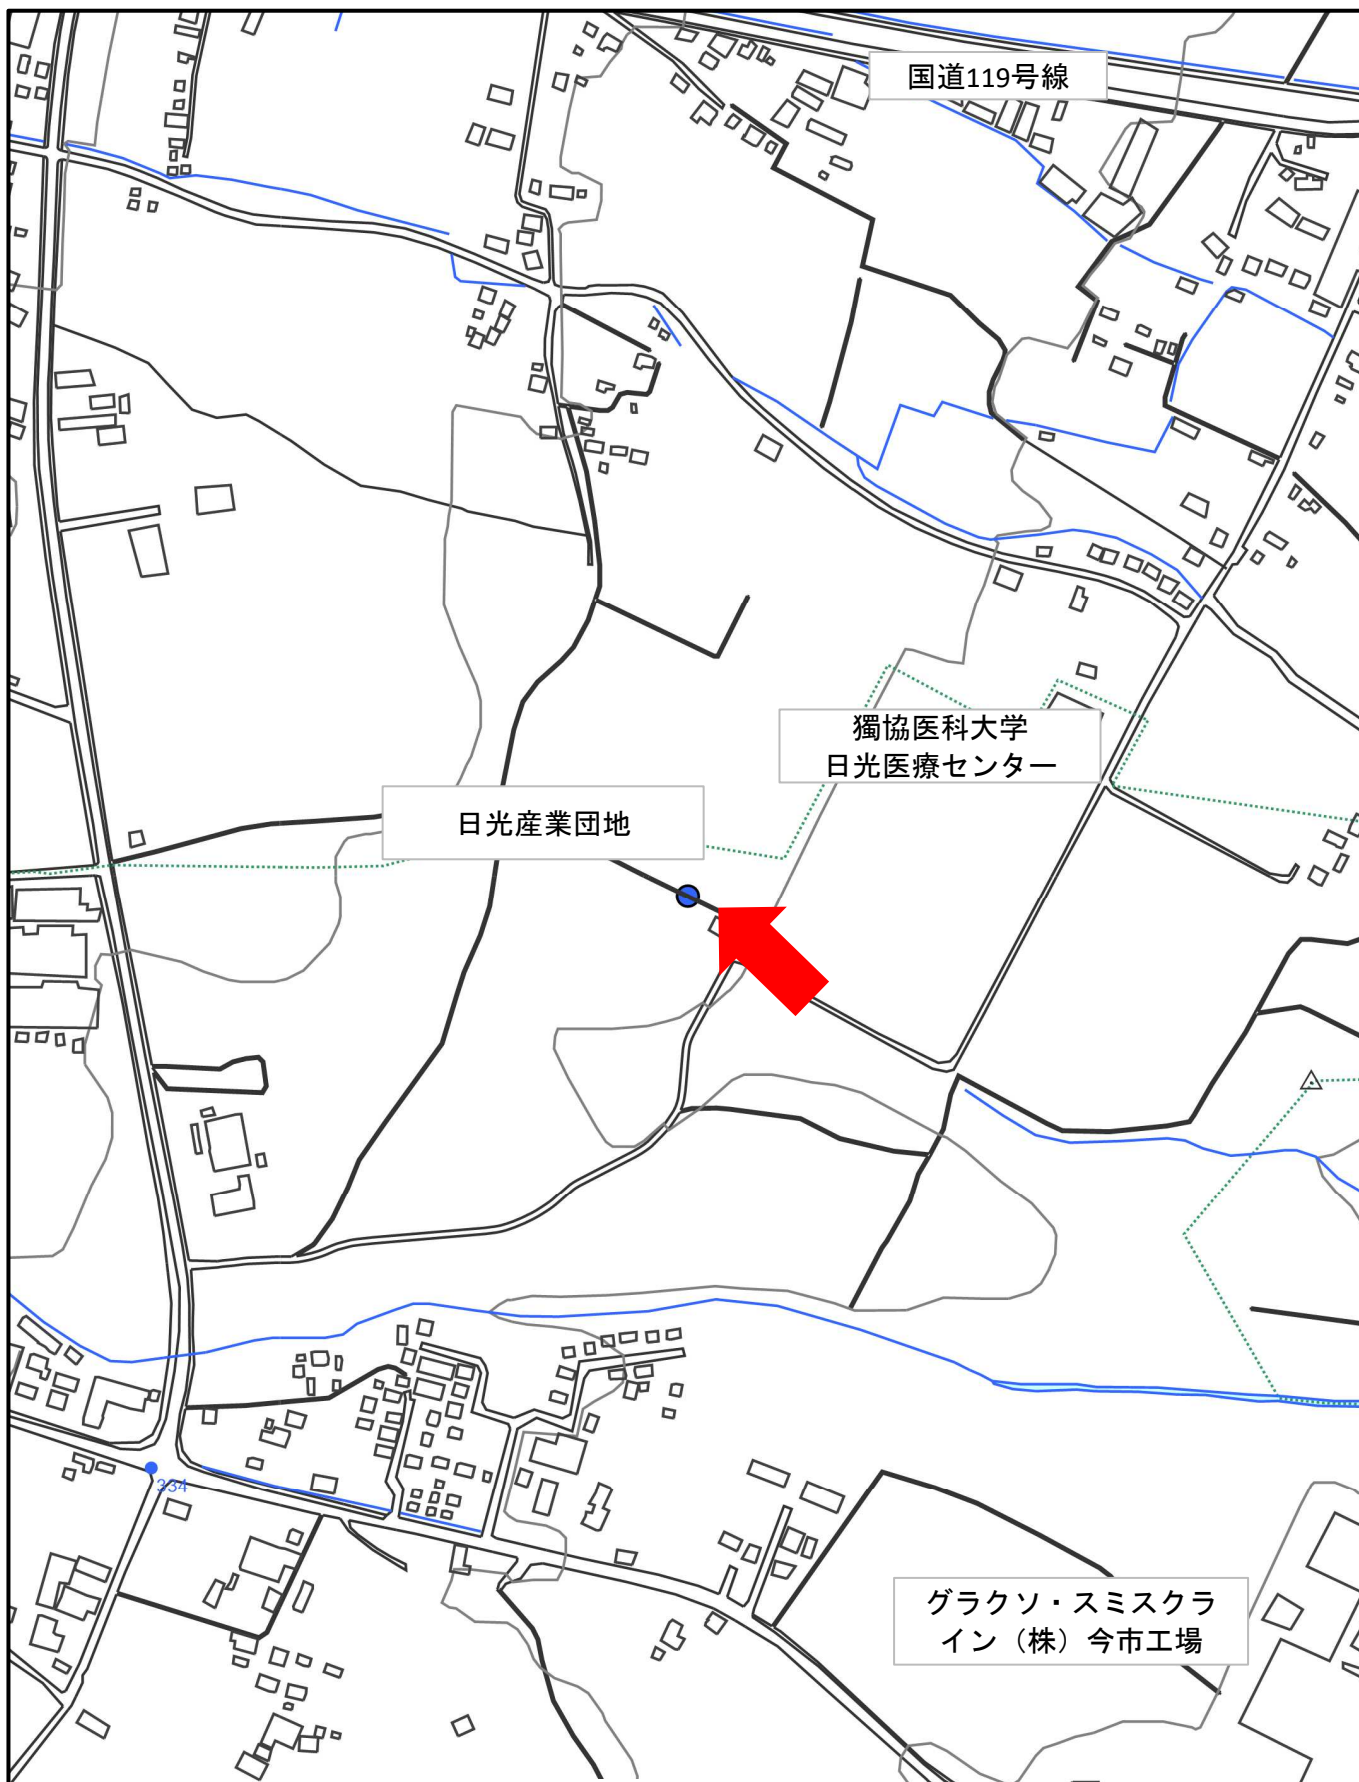 国道119号線
獨協医科大学
日光医療センター
日光産業団地
334
グラクソ・スミスクラ
イン（株）今市工場